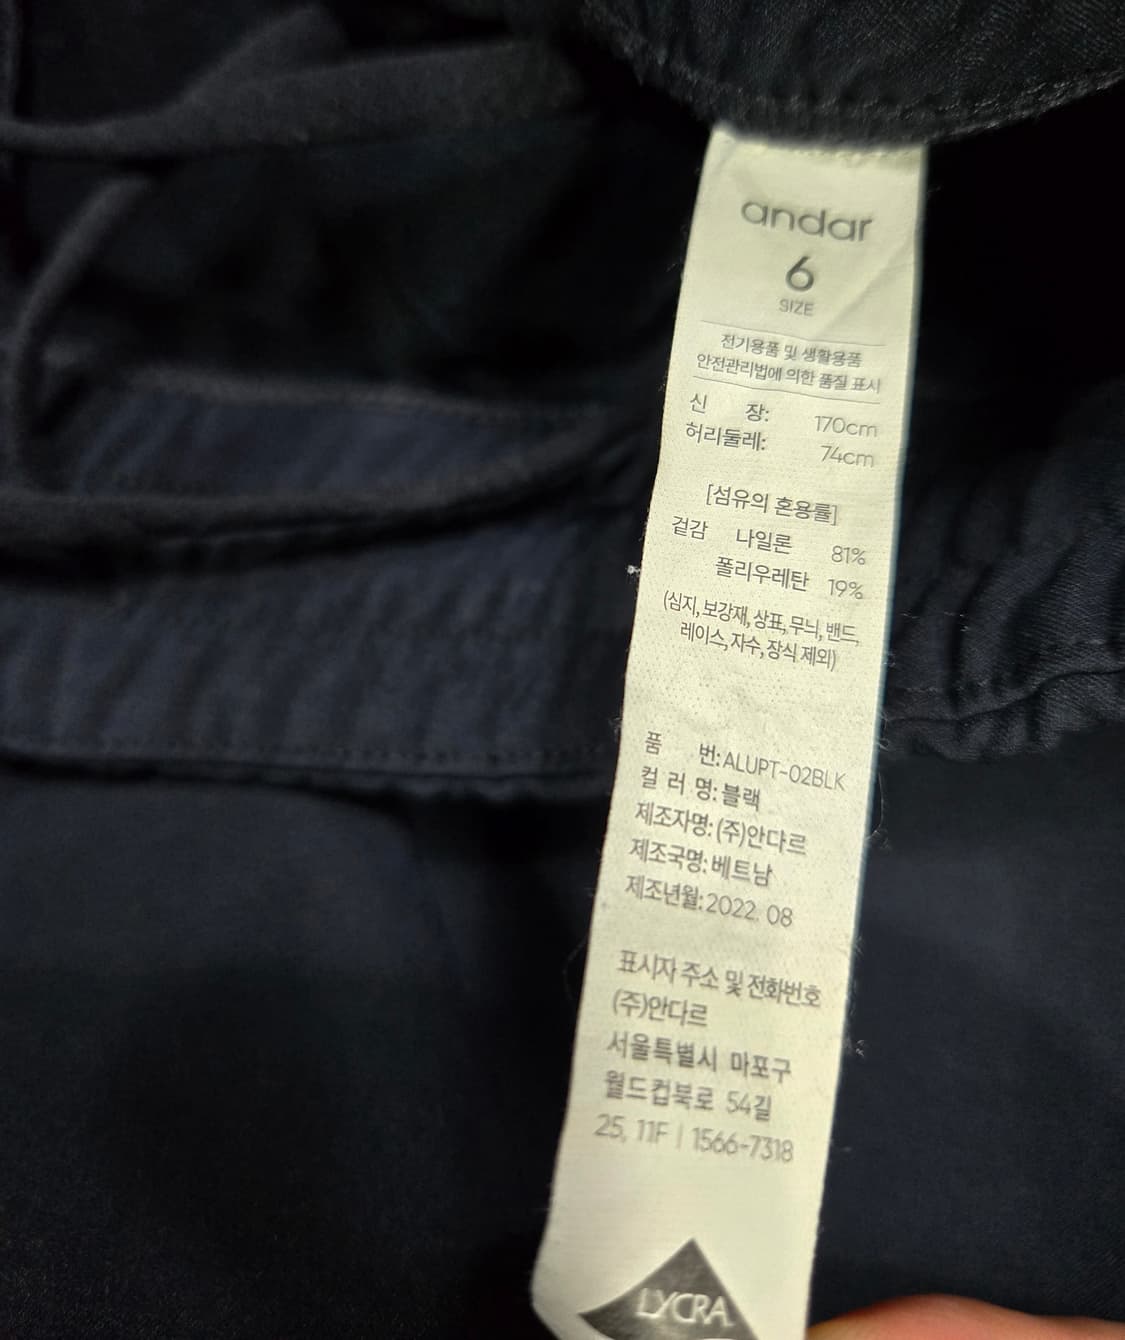 andar
6
SIZE
전기용품 및 생활용품
안전관리법에 의한 품질 표시
신 장: 170cm
허리둘레: 74cm
[섬유의 혼용률]
겉감 나일론 81%
폴리우레탄 19%
(심지,보강재,상표,무늬,밴드,
레이스,자수,장식 제외)
품 번:ALUPT-02BLK
컬 러 명:블랙
제조자명:(주)안다르
제조국명:베트남
제조년월:2022. 08
표시자 주소 및 전화번호
(주)안다르
서울특별시 마포구
월드컵북로 54길
25, 11F | 1566-7318
LYCRA